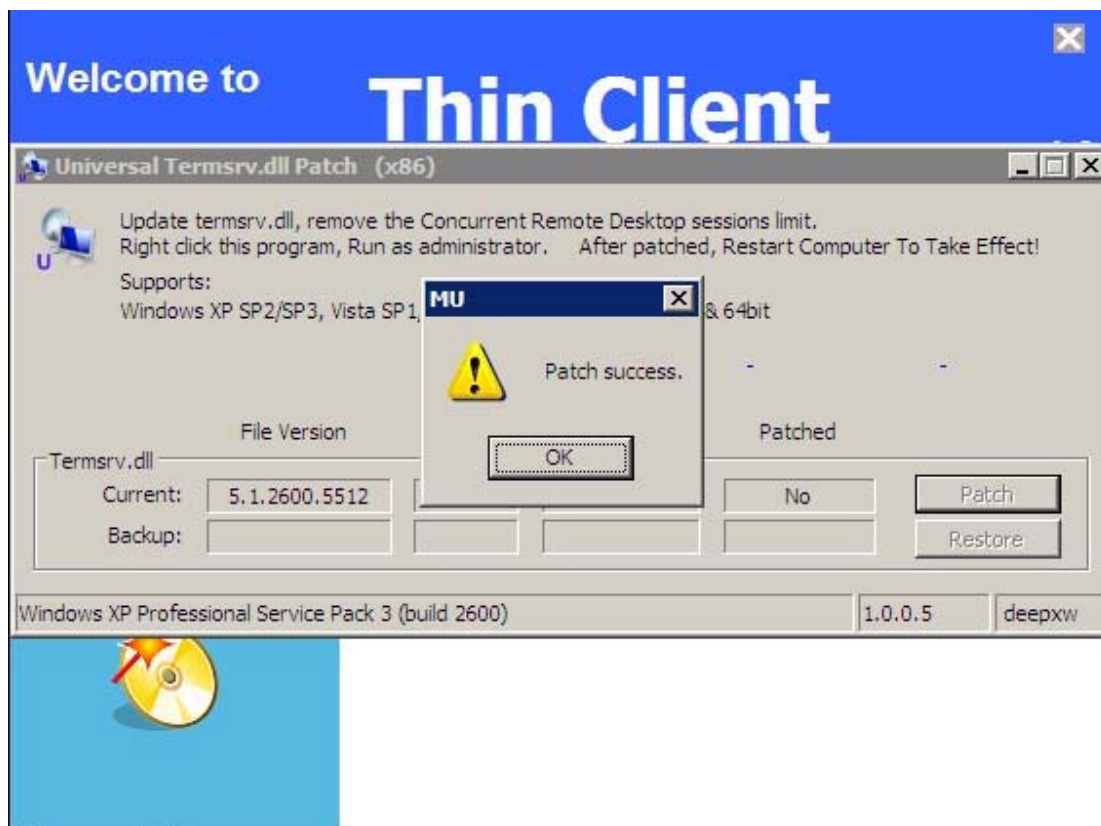 Welcome to
Thin Client
Universal Termsrv.dll Patch (x86)
Update termsrv.dll, remove the Concurrent Remote Desktop sessions limit.
Right click this program, Run as administrator. After patched, Restart Computer To Take Effect!
U
Supports:
Windows XP SP2/SP3, Vista SP1, & 64bit
MU
Patch success.
OK
- -
File Version Patched
Termsrv.dll
Current: 5.1.2600.5512 No Patch
Backup: Restore
Windows XP Professional Service Pack 3 (build 2600) 1.0.0.5 deepxw